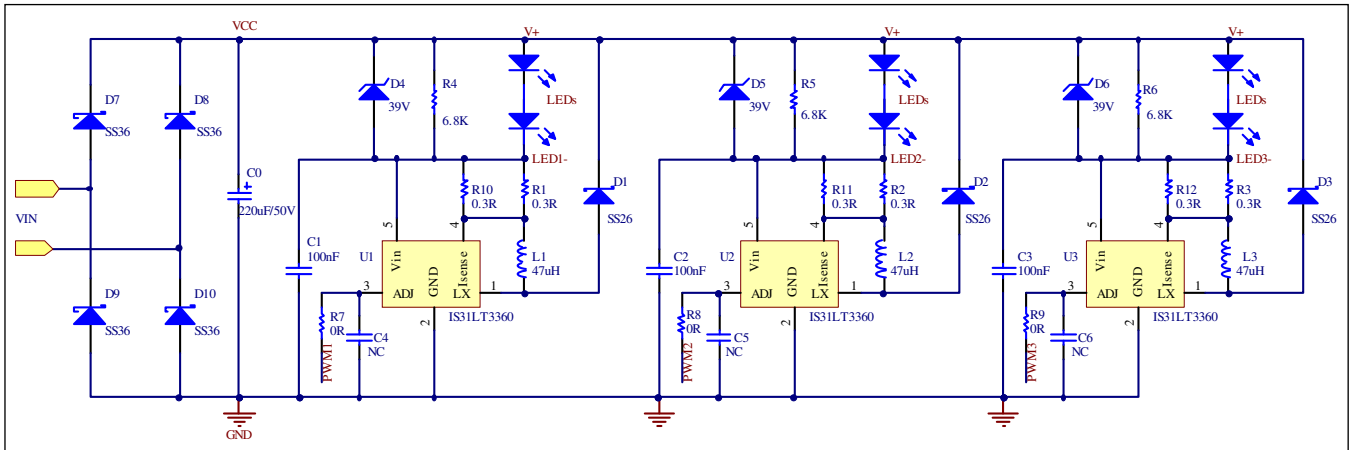 VCC
V+
V+
V+
D7
SS36
D8
SS36
D4
39V
R4
6.8K
LEDs
D5
39V
R5
6.8K
LEDs
D6
39V
R6
6.8K
LEDs
LED1-
LED2-
LED3-
C0
+
220uF/50V
VIN
R10
0.3R
R1
0.3R
D1
SS26
R11
0.3R
R2
0.3R
D2
SS26
R12
0.3R
R3
0.3R
D3
SS26
C1
100nF
U1
5
4
Vin
GND
Isense
ADJ
LX
3
1
2
IS31LT3360
L1
47uH
C2
100nF
U2
5
4
Vin
GND
Isense
ADJ
LX
3
1
2
IS31LT3360
L2
47uH
C3
100nF
U3
5
4
Vin
GND
Isense
ADJ
LX
3
1
2
IS31LT3360
L3
47uH
D9
SS36
D10
SS36
R7
0R
C4
NC
PWM1
R8
0R
C5
NC
PWM2
R9
0R
C6
NC
PWM3
GND